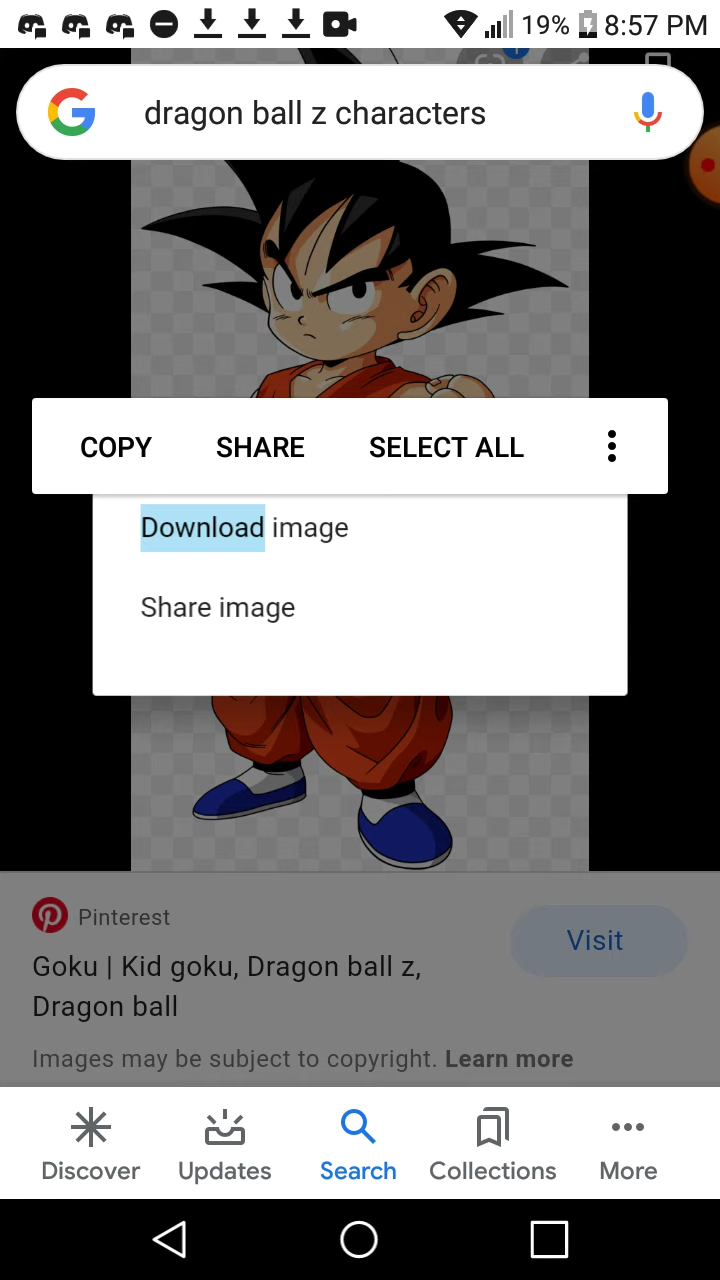 19% 8:57 PM
dragon ball z characters
COPY SHARE SELECT ALL
Download image
Share image
Pinterest
Visit
Goku | Kid goku, Dragon ball z,
Dragon ball
Images may be subject to copyright. Learn more
Discover Updates Search Collections More